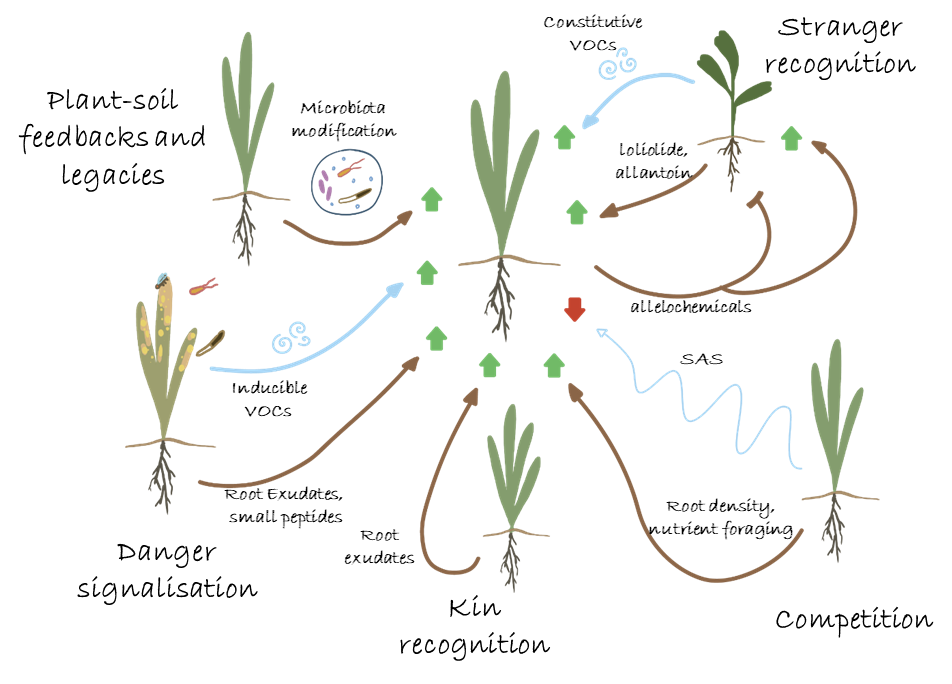 Constitutive
VOCs
Stranger
recognition
Plant-soil
feedbacks and
legacies
Microbiota
modification
loliolide,
allantoin
allelochemicals
SAS
Inducible
VOCs
Root Exudates,
small peptides
Root
exudates
Root density,
nutrient foraging
Danger
signalisation
Kin
recognition
Competition